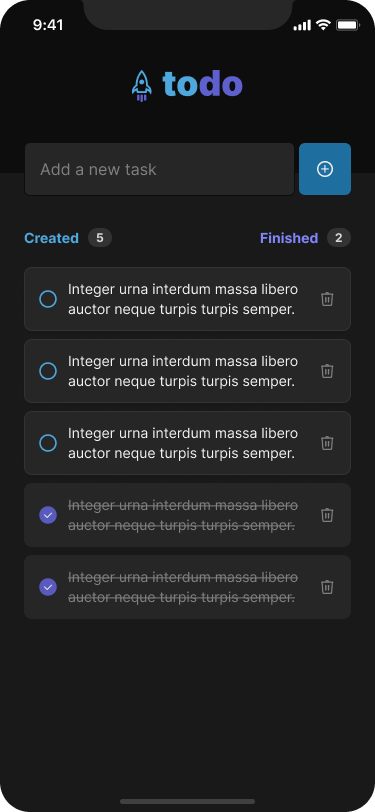 9:41
todo
Add a new task
Created 5 Finished 2
Integer urna interdum massa libero
auctor neque turpis turpis semper.
Integer urna interdum massa libero
auctor neque turpis turpis semper.
Integer urna interdum massa libero
auctor neque turpis turpis semper.
Integer urna interdum massa libero
auctor neque turpis turpis semper.
Integer urna interdum massa libero
auctor neque turpis turpis semper.